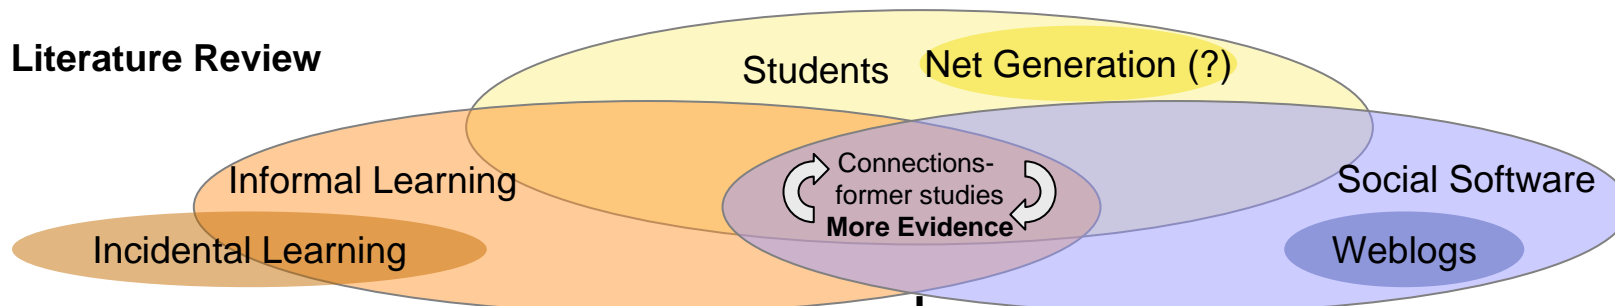 Literature Review
Students
Net Generation (?)
Informal Learning
Connections-
former studies
More Evidence
Social Software
Incidental Learning
Weblogs